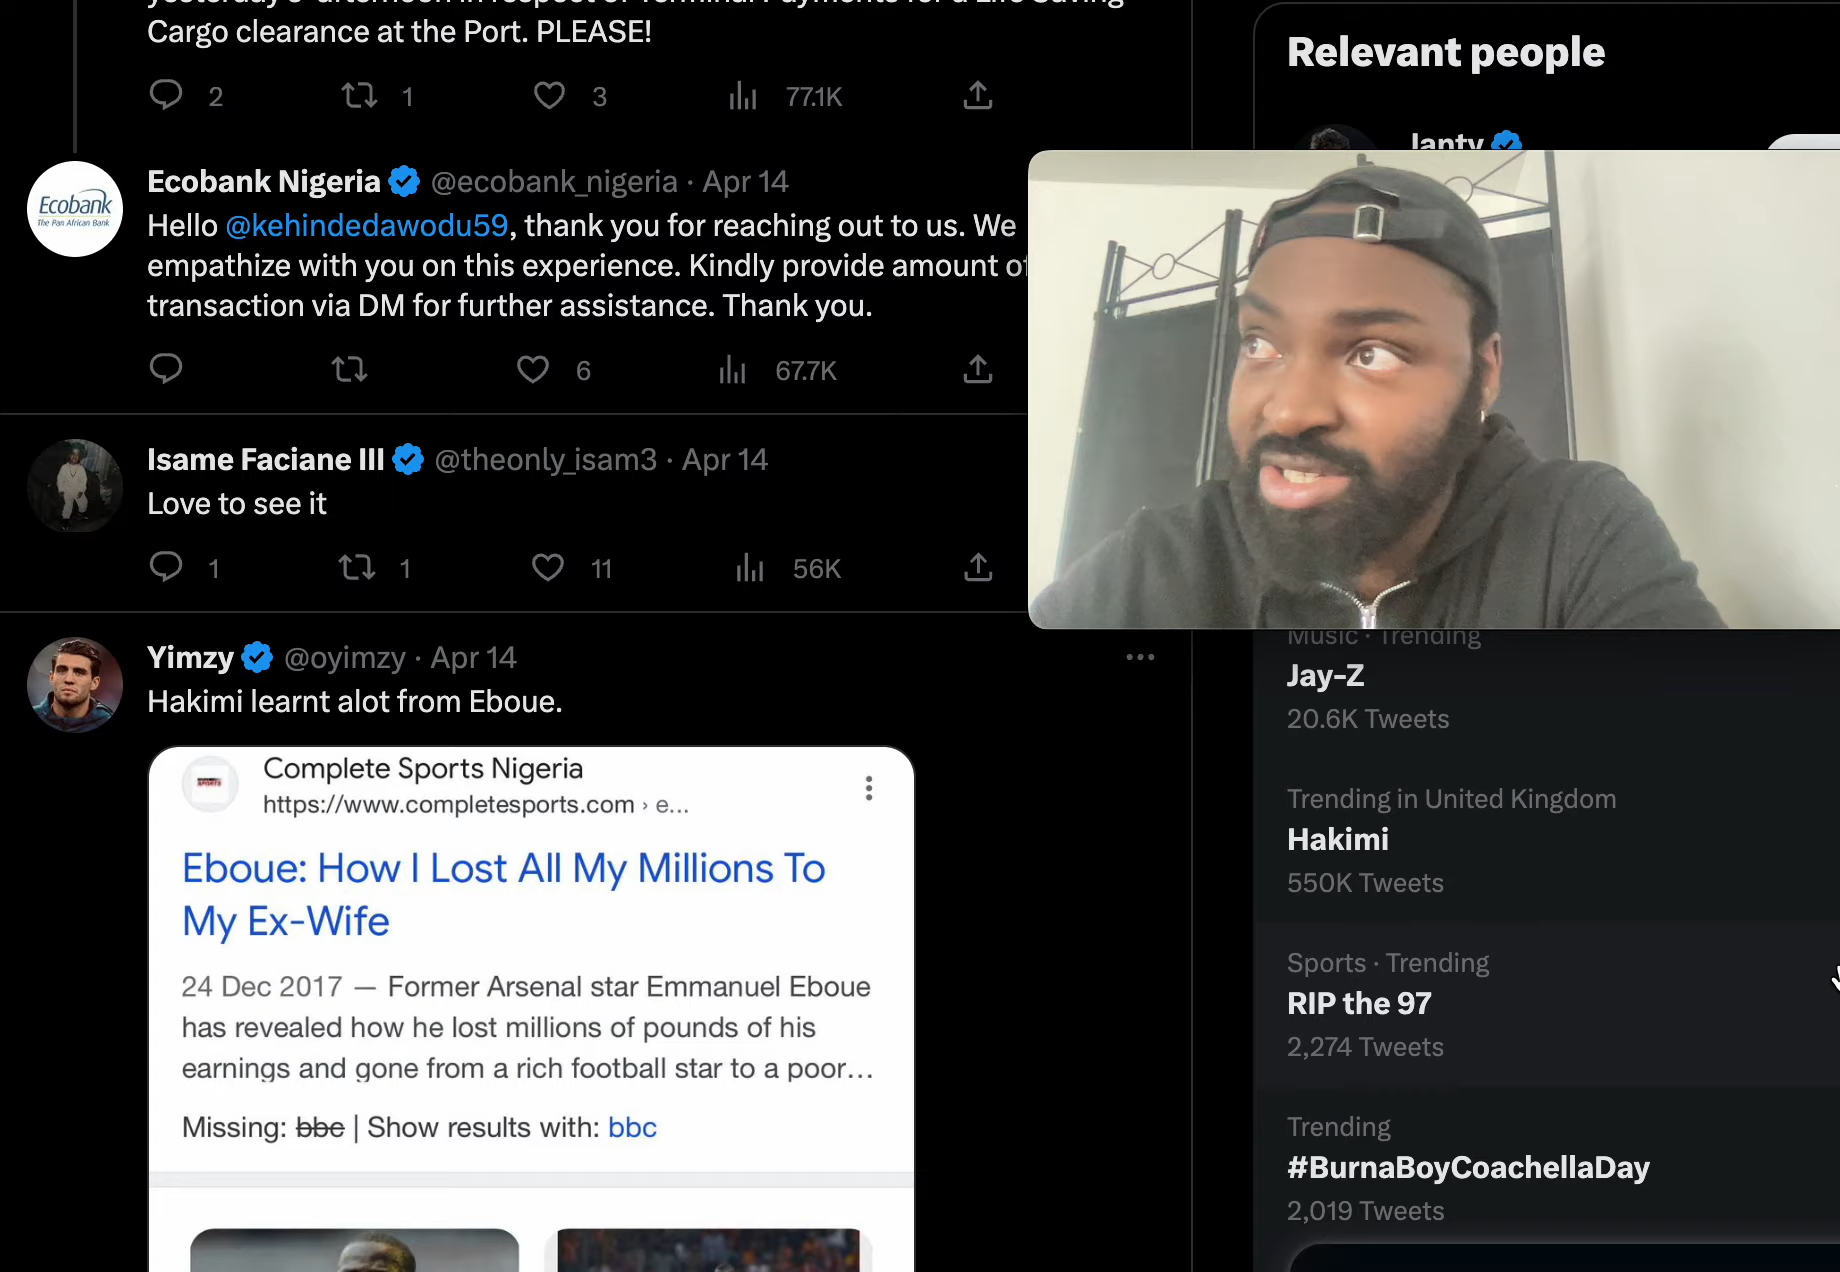 Cargo clearance at the Port. PLEASE!
2 1 3 77.1K
Ecobank
The Pan African Bank
Ecobank Nigeria @ecobank_nigeria · Apr 14
Hello @kehindedawodu59, thank you for reaching out to us. We
empathize with you on this experience. Kindly provide amount of
transaction via DM for further assistance. Thank you.
6 67.7K
Isame Faciane III @theonly_isam3 · Apr 14
Love to see it
1 1 11 56K
Yimzy @oyimzy · Apr 14
Hakimi learnt alot from Eboue.
Complete Sports Nigeria
https://www.completesports.com › e...
Eboue: How I Lost All My Millions To
My Ex-Wife
24 Dec 2017 — Former Arsenal star Emmanuel Eboue
has revealed how he lost millions of pounds of his
earnings and gone from a rich football star to a poor...
Missing: bbc | Show results with: bbc
Relevant people
Music · Trending
Jay-Z
20.6K Tweets
Trending in United Kingdom
Hakimi
550K Tweets
Sports · Trending
RIP the 97
2,274 Tweets
Trending
#BurnaBoyCoachellaDay
2,019 Tweets